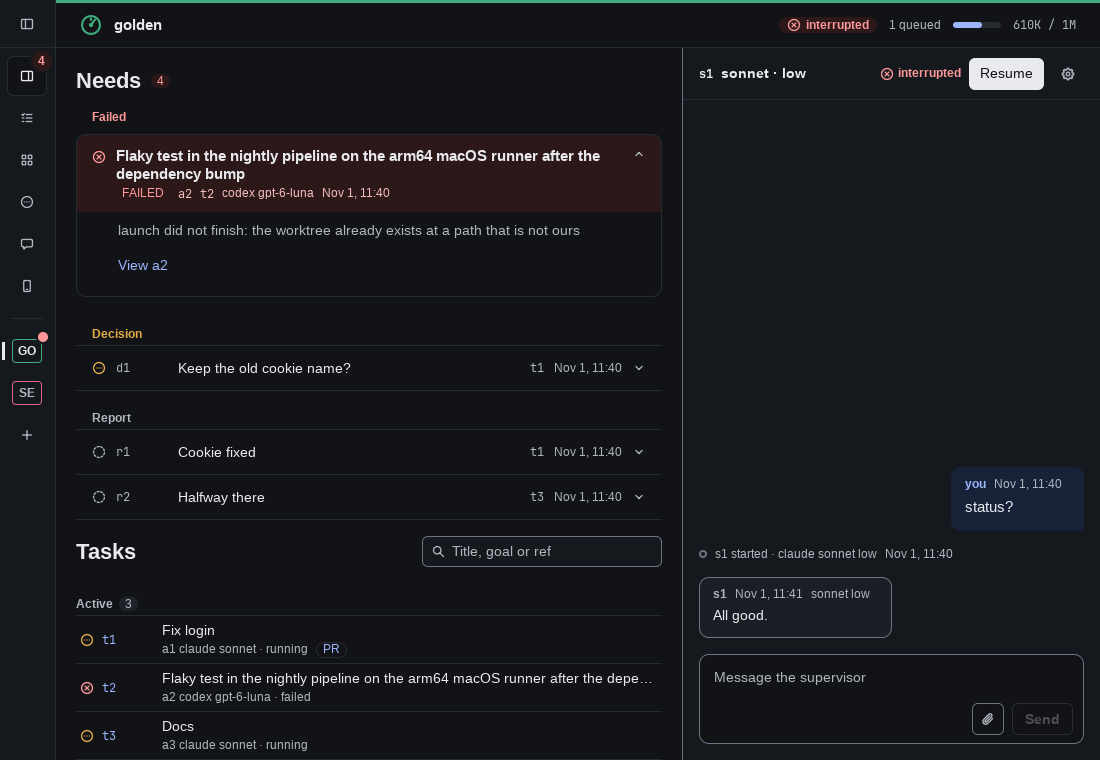 golden
interrupted
1 queued
610K / 1M
4
GO
SE
Needs 4
Failed
Flaky test in the nightly pipeline on the arm64 macOS runner after the
dependency bump
FAILED a2 t2 codex gpt-6-luna Nov 1, 11:40
launch did not finish: the worktree already exists at a path that is not ours
View a2
Decision
d1 Keep the old cookie name? t1 Nov 1, 11:40
Report
r1 Cookie fixed t1 Nov 1, 11:40
r2 Halfway there t3 Nov 1, 11:40
Tasks
Title, goal or ref
Active 3
t1 Fix login
a1 claude sonnet · running PR
t2 Flaky test in the nightly pipeline on the arm64 macOS runner after the depe…
a2 codex gpt-6-luna · failed
t3 Docs
a3 claude sonnet · running
s1 sonnet · low
interrupted
Resume
you Nov 1, 11:40
status?
s1 started · claude sonnet low Nov 1, 11:40
s1 Nov 1, 11:41 sonnet low
All good.
Message the supervisor
Send